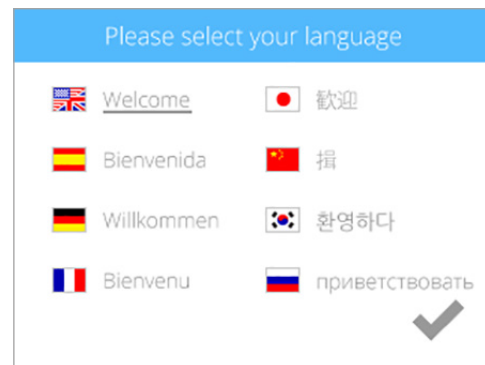 Please select your language
Welcome
歓迎
Bienvenida
揖
Willkommen
환영하다
Bienvenu
приветствовать